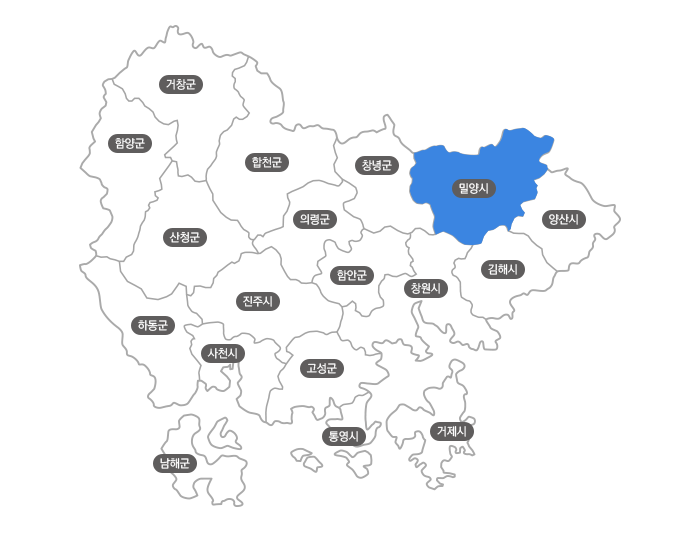 거창군
함양군
합천군
창녕군
밀양시
의령군
양산시
산청군
함안군
김해시
창원시
진주시
하동군
사천시
고성군
통영시
거제시
남해군